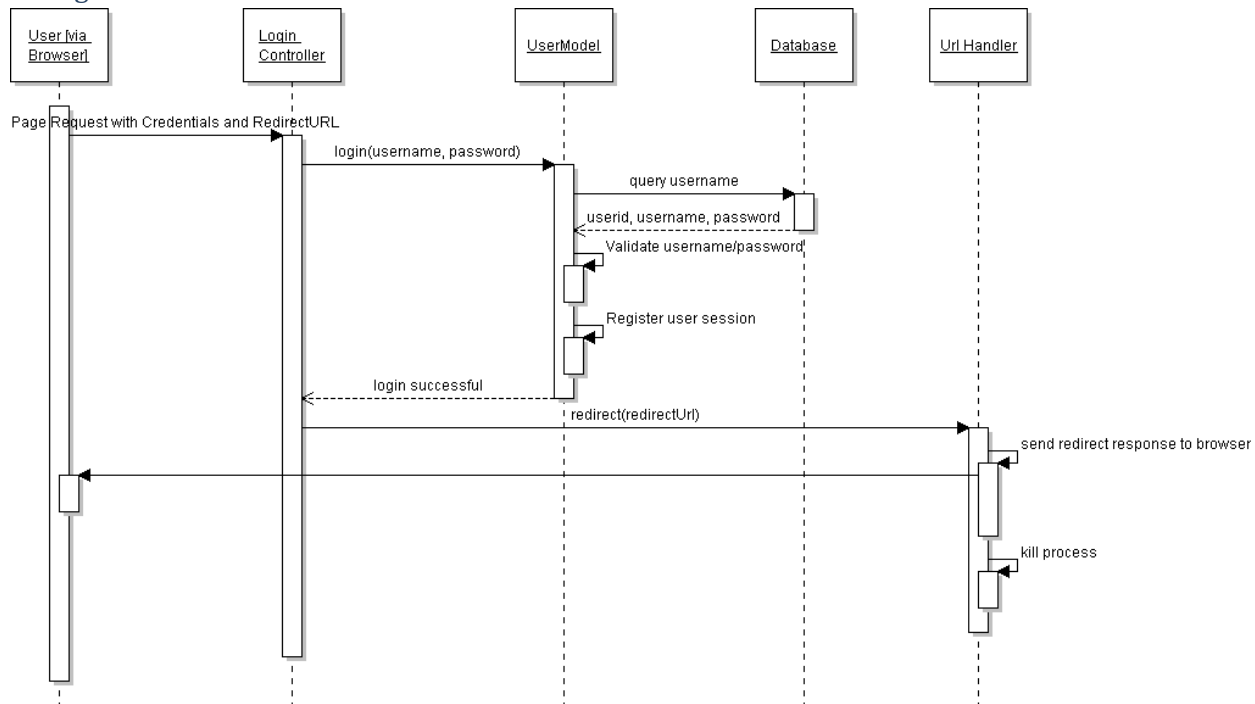 User [via
Browser]
Login
Controller
UserModel
Database
Url Handler
Page Request with Credentials and RedirectURL
login(username, password)
query username
userid, username, password
Validate username/password
Register user session
login successful
redirect(redirectUrl)
send redirect response to browser
kill process